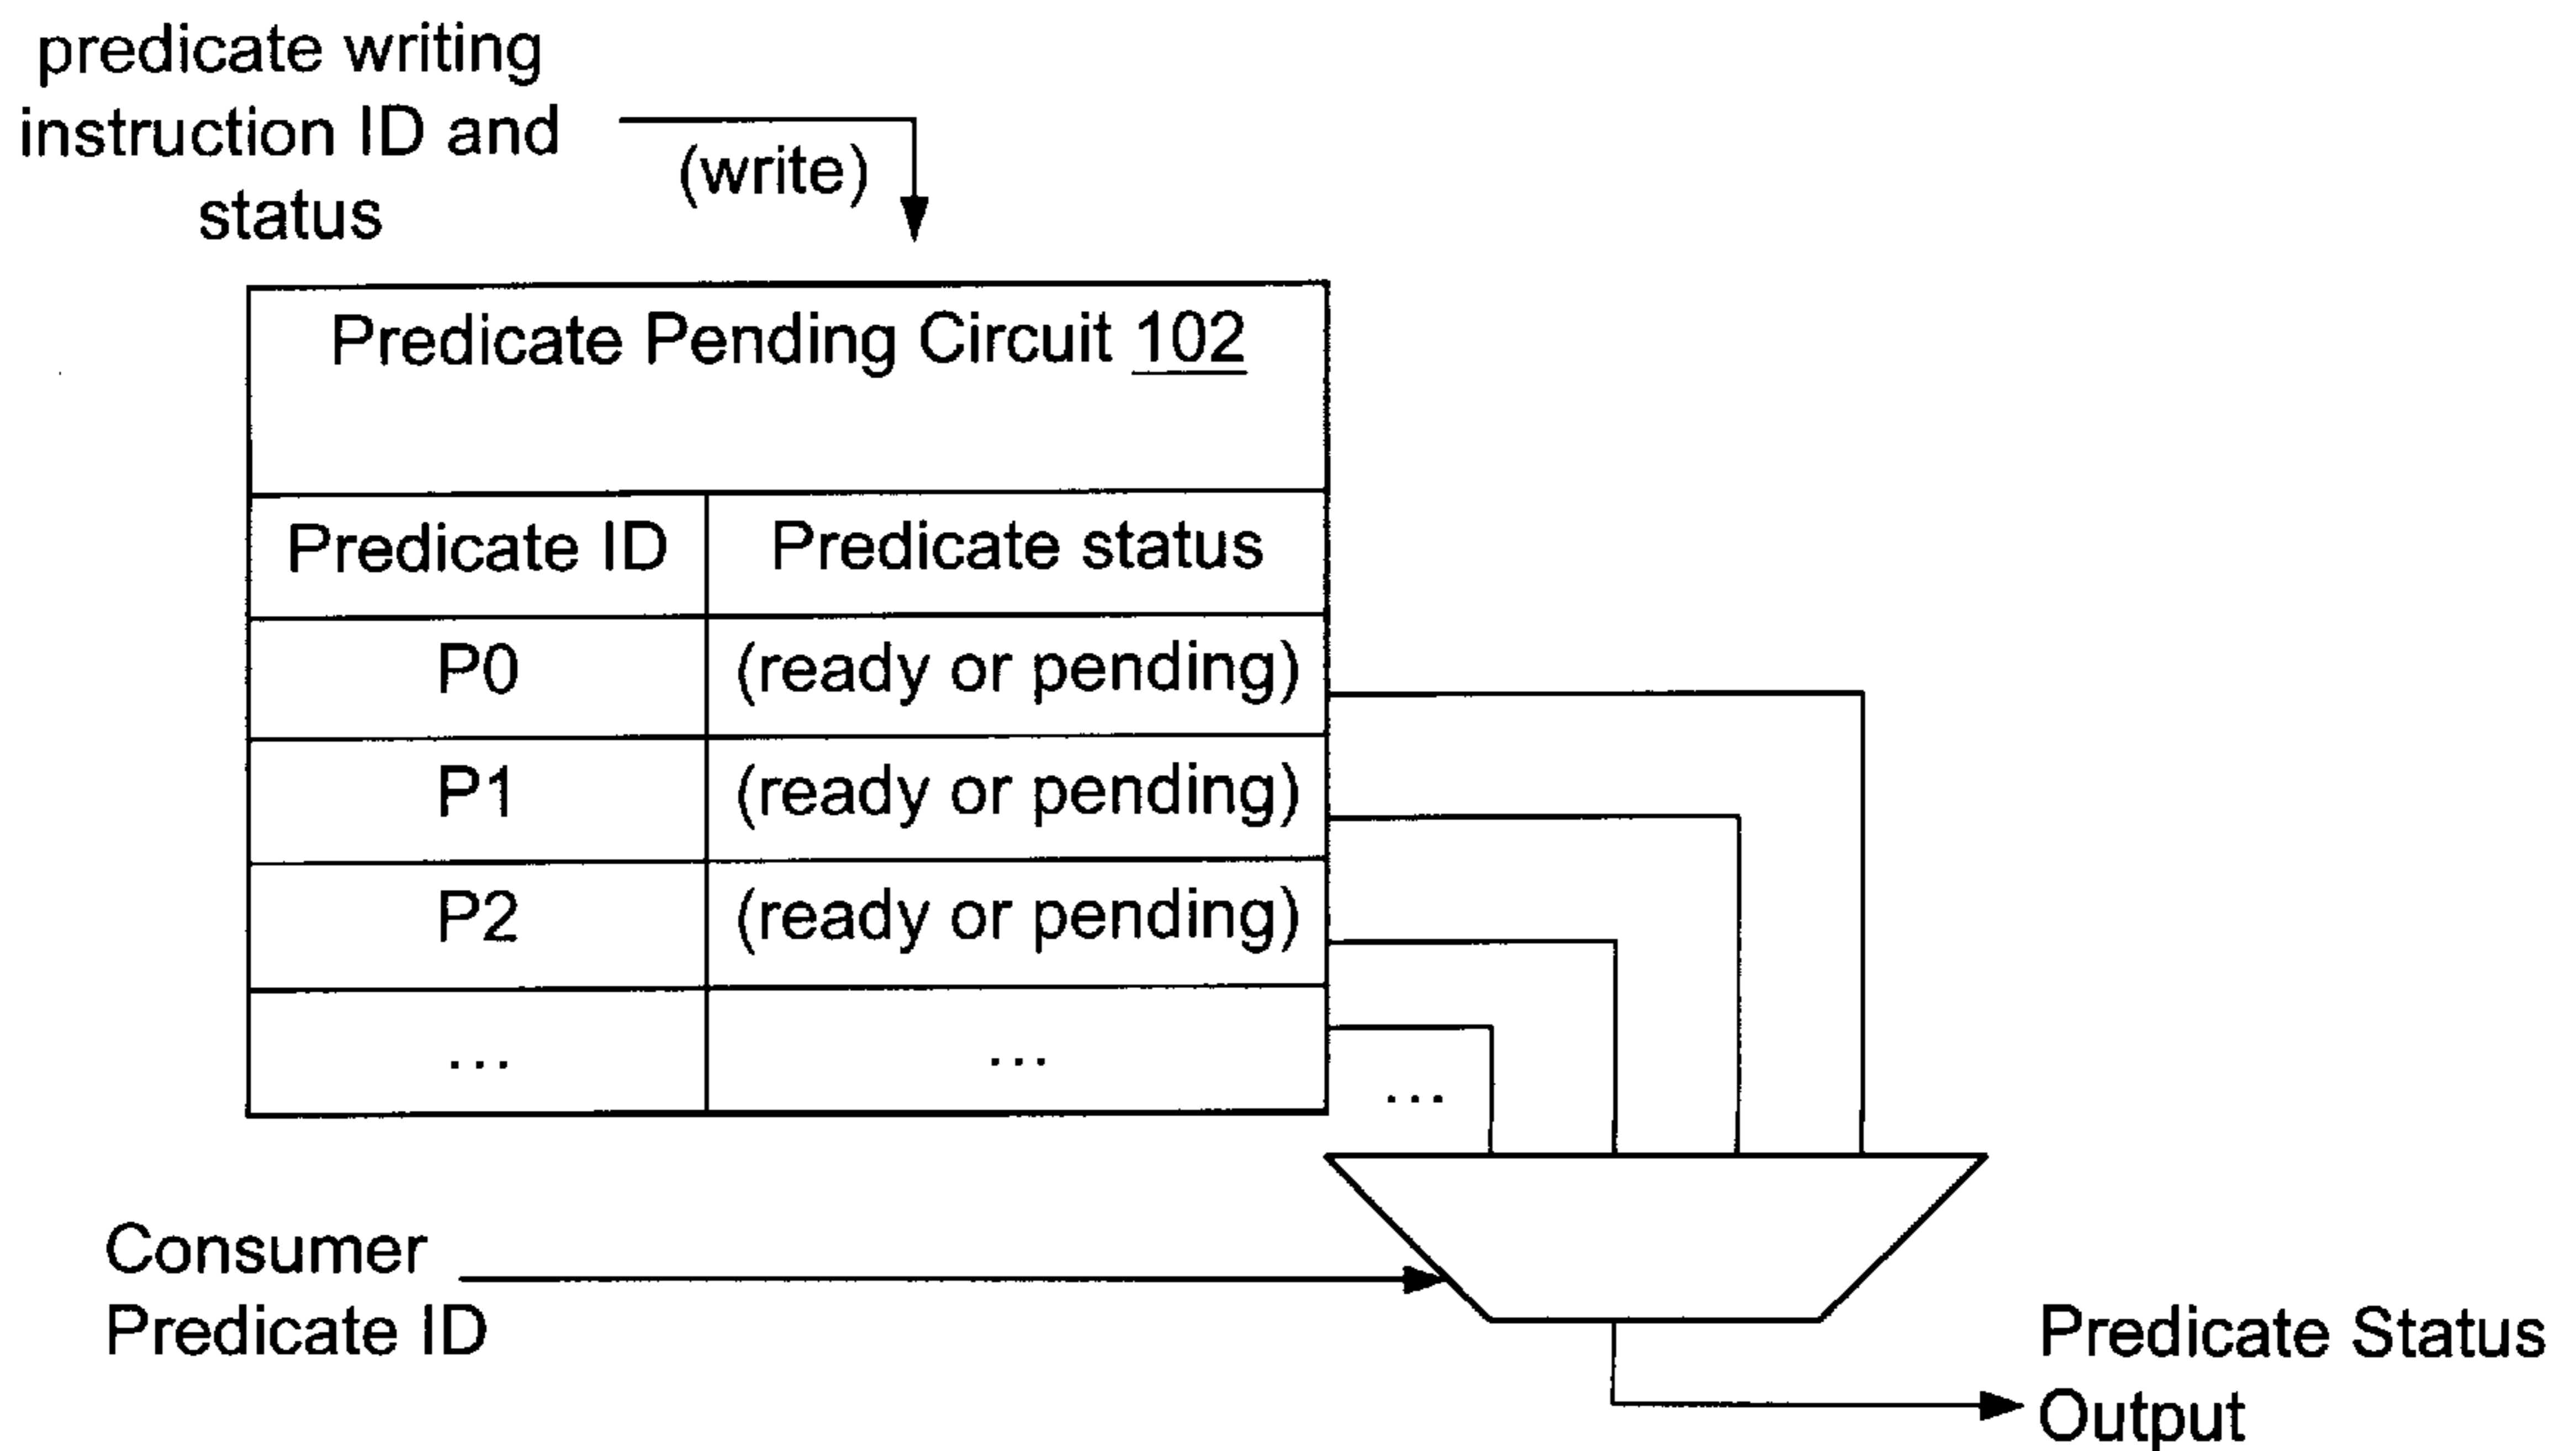 predicate writing
instruction ID and
status
(write)
Predicate Pending Circuit 102
Predicate ID Predicate status
P0 (ready or pending)
P1 (ready or pending)
P2 (ready or pending)
... ...
...
Consumer
Predicate ID
Predicate Status
Output